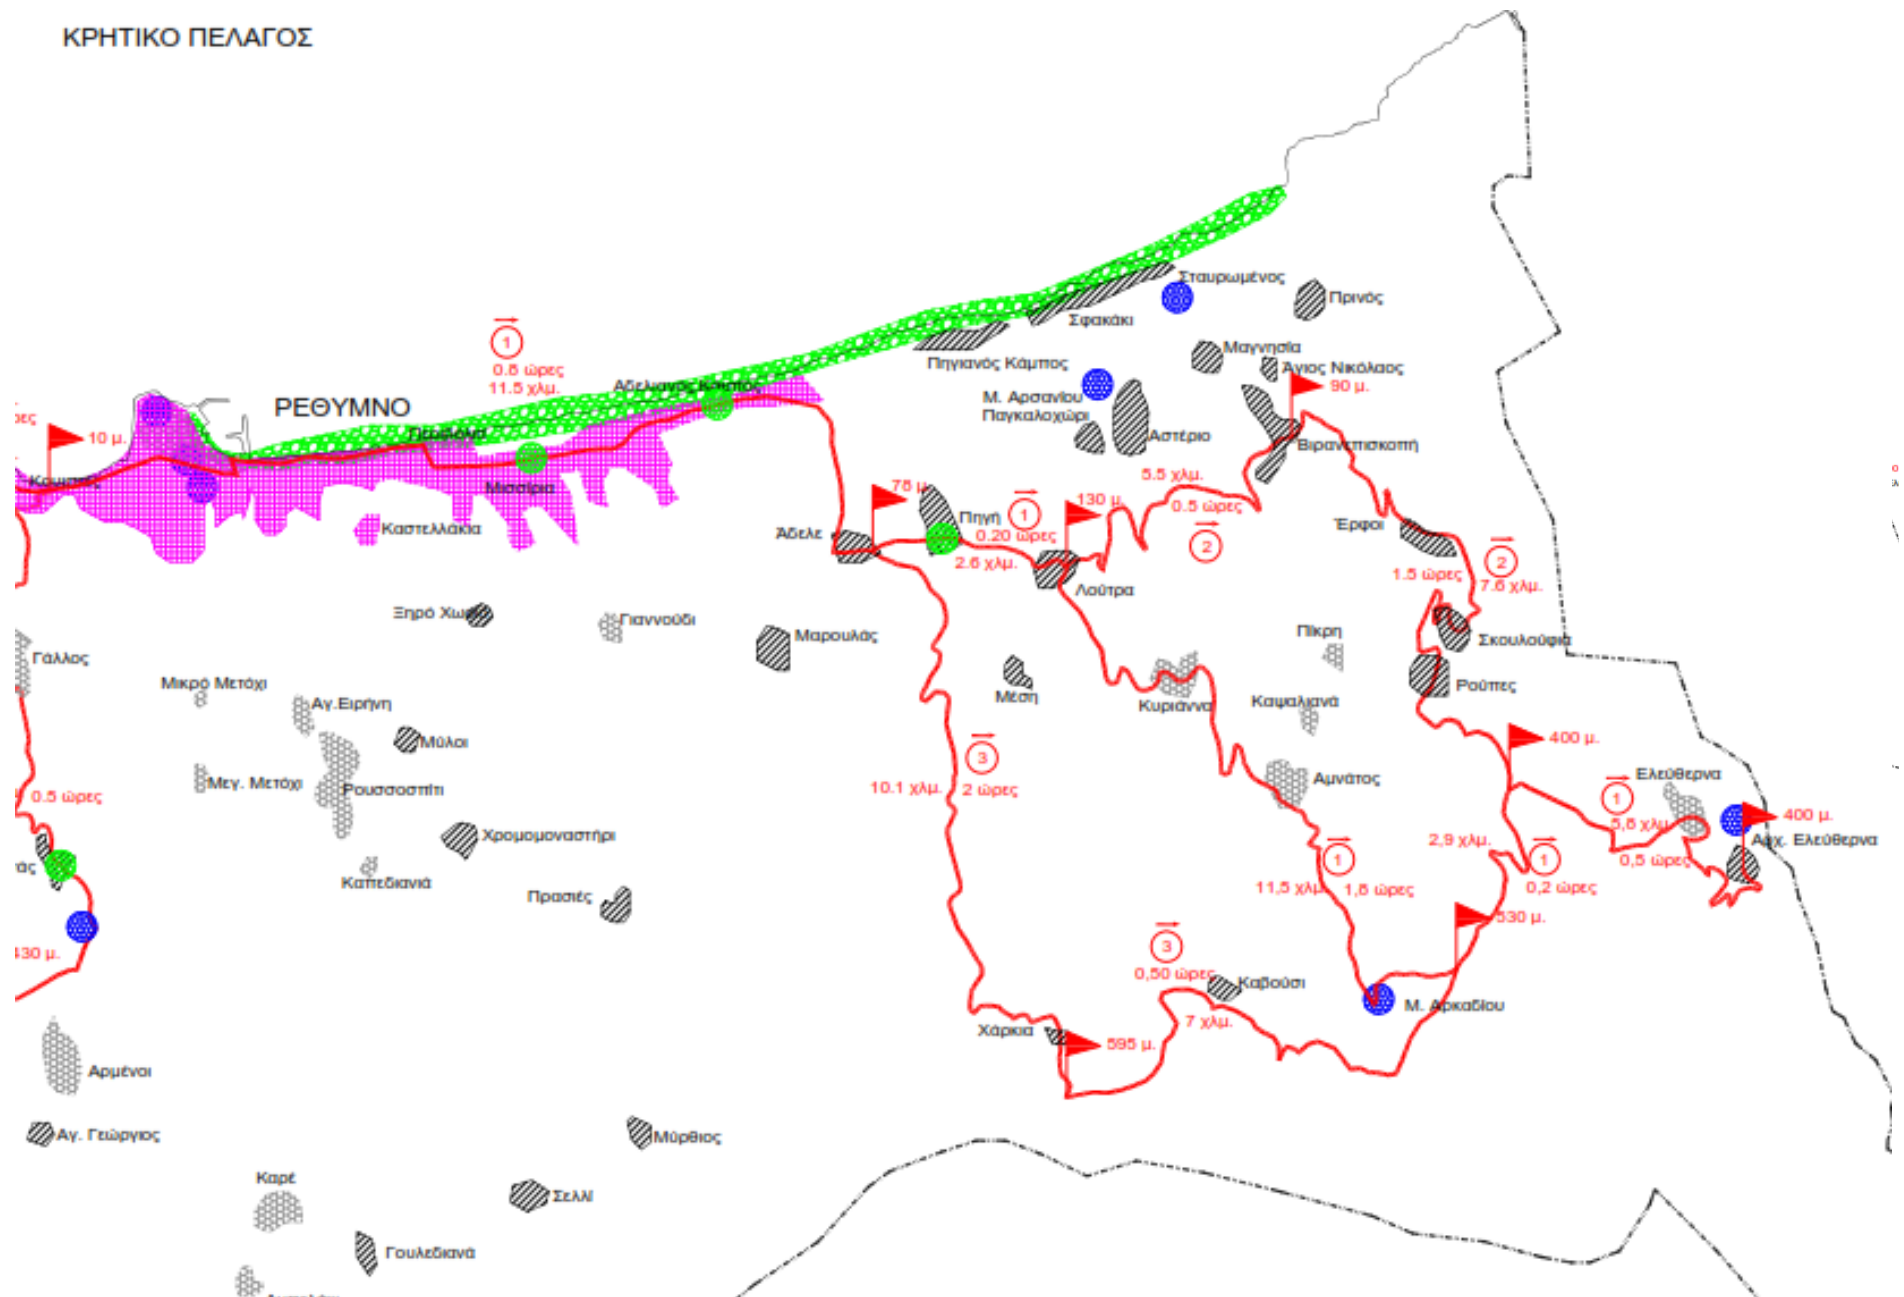 ΚΡΗΤΙΚΟ ΠΕΛΑΓΟΣ
Σταυρωμένος
Πρινός
Σφακάκι
1
0.8 ώρες
11.5 χλμ.
Πηγιανός Κάμπος
Μαγνησία
Άγιος Νικόλαος
90 μ.
Αδελιανός Κάμπος
Μ. Αρσανίου
Παγκαλοχώρι
ΡΕΘΥΜΝΟ
10 μ.
Αστέριο
Βιρανεπισκοπή
Μισσίρια
5.5 χλμ.
0.5 ώρες
2
78 μ.
130 μ.
Πηγή
1
0.20 ώρες
2.6 χλμ.
Καστελλάκια
Άδελε
Έρφοι
2
1.5 ώρες
7.6 χλμ.
Λούτρα
Ξηρό Χωριό
Γιαννούδι
Μαρουλάς
Πίκρη
Σκουλούφια
Γάλλος
Μικρό Μετόχι
Αγ.Ειρήνη
Μέση
Κυριάννα
Καψαλιανά
Ρούπες
Μύλοι
400 μ.
3
10.1 χλμ.
2 ώρες
Μεγ. Μετόχι
Ρουσσοσπίτι
Αμνάτος
Ελεύθερνα
1
5,8 χλμ.
0,5 ώρες
400 μ.
Αρχ. Ελεύθερνα
0.5 ώρες
Χρομομοναστήρι
2,9 χλμ.
1
0,2 ώρες
Καπεδιανά
Πρασιές
1
11,5 χλμ.
1,8 ώρες
530 μ.
430 μ.
3
0,50 ώρες
Καβούσι
7 χλμ.
Μ. Αρκαδίου
Χάρκια
595 μ.
Αρμένοι
Αγ. Γεώργιος
Μύρθιος
Καρέ
Σελλί
Γουλεδιανά